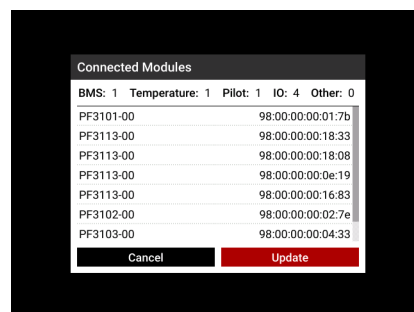 Connected Modules
BMS: 1 Temperature: 1 Pilot: 1 IO: 4 Other: 0
PF3101-00 98:00:00:00:01:7b
PF3113-00 98:00:00:00:18:33
PF3113-00 98:00:00:00:18:08
PF3113-00 98:00:00:00:0e:19
PF3113-00 98:00:00:00:16:83
PF3102-00 98:00:00:00:02:7e
PF3103-00 98:00:00:00:04:33
Cancel Update